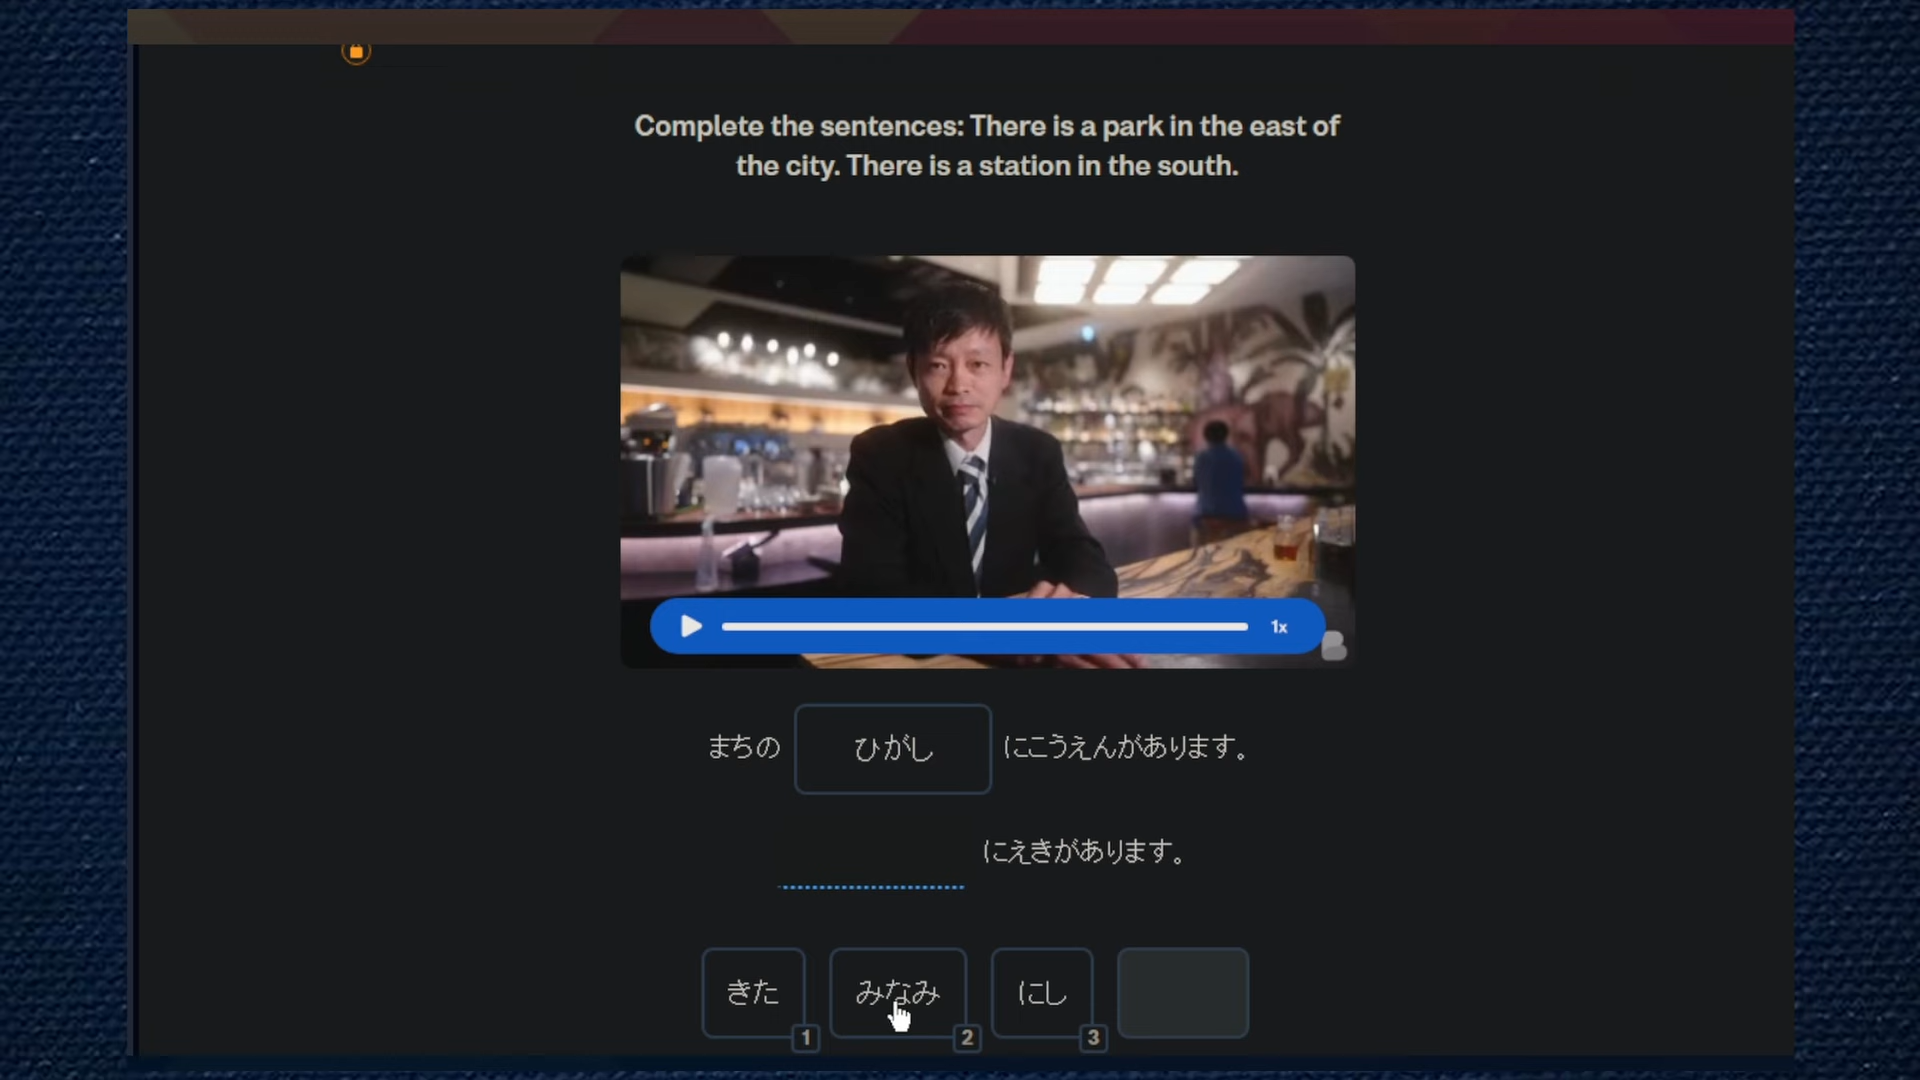 Complete the sentences: There is a park in the east of
the city. There is a station in the south.
1x
まちの ひがし にこうえんがあります。
にえきがあります。
きた みなみ にし
1 2 3